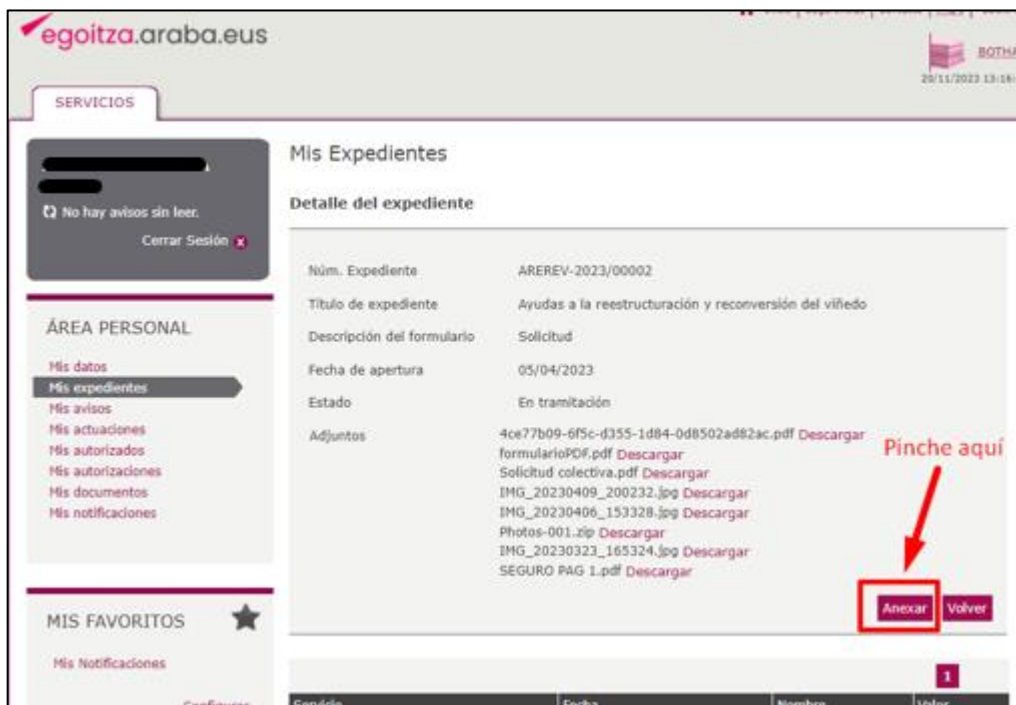 egoitza.araba.eus
BOTHA
20/11/2023 13:16:
SERVICIOS
No hay avisos sin leer.
Cerrar Sesión x
ÁREA PERSONAL
Mis datos
Mis expedientes
Mis avisos
Mis actuaciones
Mis autorizados
Mis autorizaciones
Mis documentos
Mis notificaciones
MIS FAVORITOS
Mis Notificaciones
Configurar
Mis Expedientes
Detalle del expediente
Núm. Expediente AREREV-2023/00002
Título de expediente Ayudas a la reestructuración y reconversión del viñedo
Descripción del formulario Solicitud
Fecha de apertura 05/04/2023
Estado En tramitación
Adjuntos 4ce77b09-6f5c-d355-1d84-0d8502ad82ac.pdf Descargar
formularioPDF.pdf Descargar
Solicitud colectiva.pdf Descargar
IMG_20230409_200232.jpg Descargar
IMG_20230406_153328.jpg Descargar
Photos-001.zip Descargar
IMG_20230323_165324.jpg Descargar
SEGURO PAG 1.pdf Descargar
Pinche aquí
Anexar Volver
1
Servicio Fecha Nombre Valor